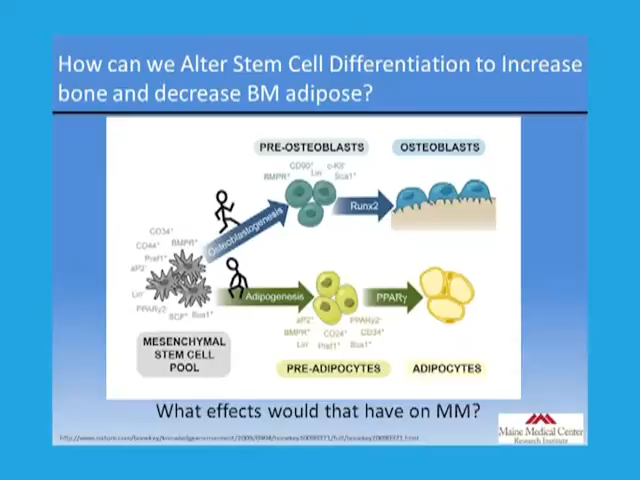 How can we Alter Stem Cell Differentiation to Increase
bone and decrease BM adipose?
PRE-OSTEOBLASTS
OSTEOBLASTS
CD90⁺ c-Kit⁻
BMPR⁺ Lin⁻ Sca1⁺
Runx2
Osteoblastogenesis
CD34⁺
CD44⁺ BMPR⁺
Pref1⁺
aP2⁻
Lin⁻
PPARγ2⁻
SCF⁺ Sca1⁺
Adipogenesis
PPARγ
aP2⁻ PPARγ2⁻
BMPR⁺ CD24⁺ CD34⁺
Lin⁻ Pref1⁺ Sca1⁺
MESENCHYMAL
STEM CELL
POOL
PRE-ADIPOCYTES
ADIPOCYTES
What effects would that have on MM?
Maine Medical Center
Research Institute